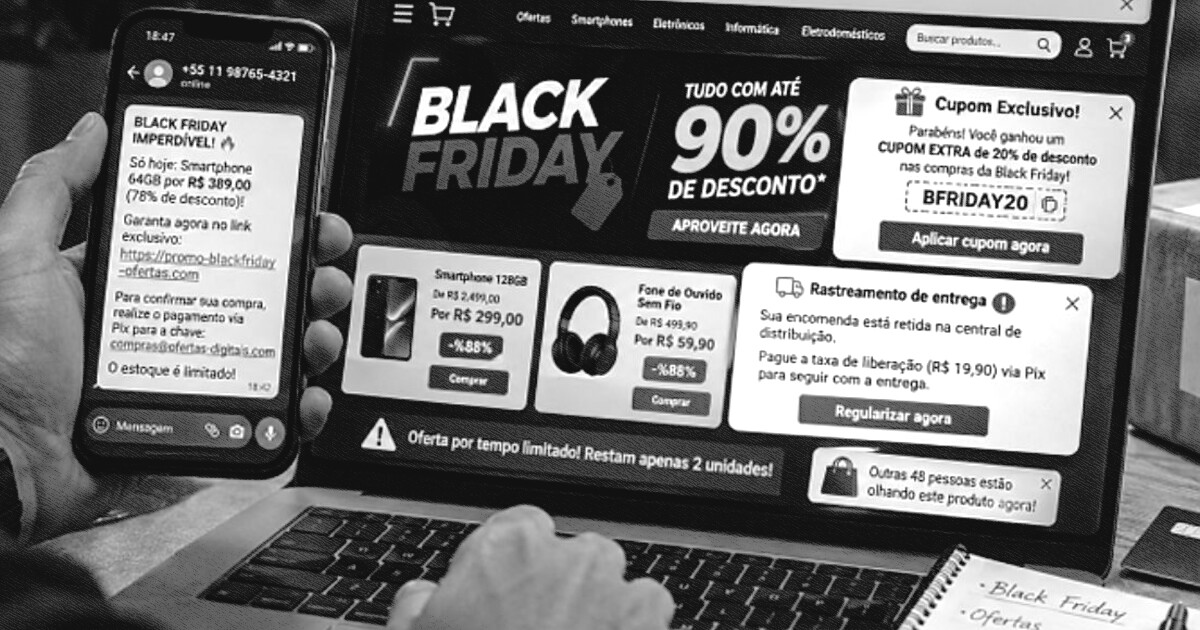 18:47
+55 11 98765-4321
online
BLACK FRIDAY
IMPERDÍVEL! 🔥
Só hoje: Smartphone
64GB por R$ 389,00
(78% de desconto)!
Garanta agora no link
exclusivo:
https://promo-blackfriday
-ofertas.com
Para confirmar sua compra,
realize o pagamento via
Pix para a chave:
compras@ofertas-digitais.com
O estoque é limitado!
18:47
Mensagem
Ofertas Smartphones Eletrônicos Informática Eletrodomésticos
Buscar produtos...
3
BLACK
FRIDAY
TUDO COM ATÉ
90%
DE DESCONTO*
APROVEITE AGORA
Cupom Exclusivo!
Parabéns! Você ganhou um
CUPOM EXTRA de 20% de desconto
nas compras da Black Friday!
BFRIDAY20
Aplicar cupom agora
Smartphone 128GB
De R$ 2,499,00
Por R$ 299,00
-%88%
Comprar
Fone de Ouvido
Sem Fio
De R$ 499,90
Por R$ 59,90
-%88%
Comprar
Rastreamento de entrega
Sua encomenda está retida na central de
distribuição.
Pague a taxa de liberação (R$ 19,90) via Pix
para seguir com a entrega.
Regularizar agora
Oferta por tempo limitado! Restam apenas 2 unidades!
Outras 48 pessoas estão
olhando este produto agora!
• Black Friday
• Ofertas